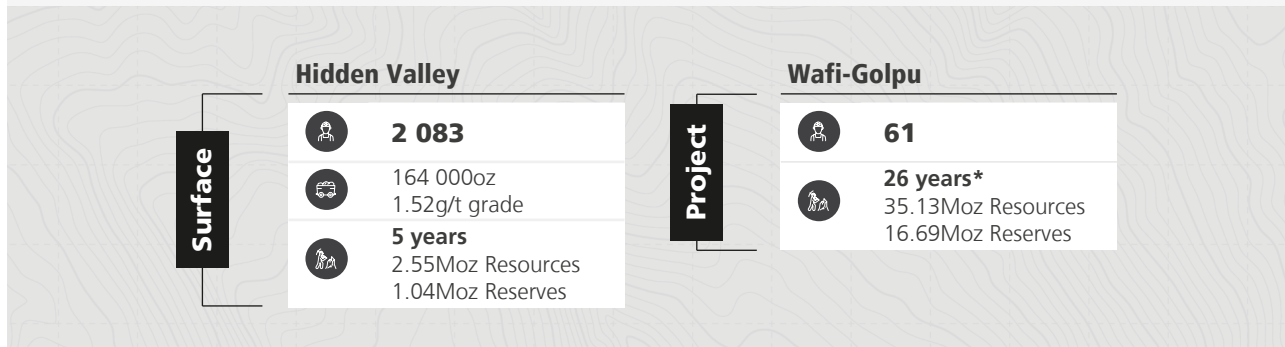 Surface
Hidden Valley
2 083
164 000oz
1.52g/t grade
5 years
2.55Moz Resources
1.04Moz Reserves
Project
Wafi-Golpu
61
26 years*
35.13Moz Resources
16.69Moz Reserves